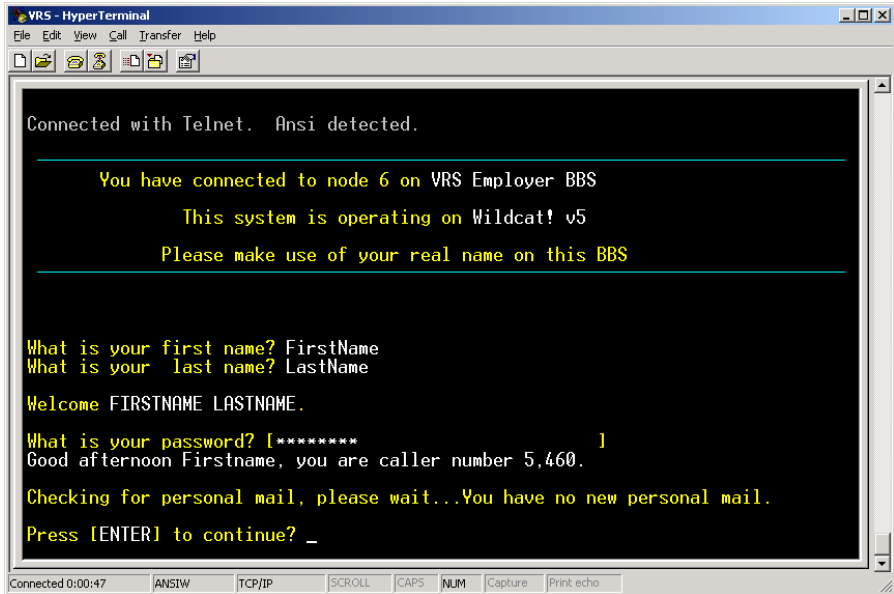 VRS - HyperTerminal
File Edit View Call Transfer Help
Connected with Telnet. Ansi detected.
You have connected to node 6 on VRS Employer BBS
This system is operating on Wildcat! v5
Please make use of your real name on this BBS
What is your first name? FirstName
What is your last name? LastName
Welcome FIRSTNAME LASTNAME.
What is your password? [******** ]
Good afternoon Firstname, you are caller number 5,460.
Checking for personal mail, please wait...You have no new personal mail.
Press [ENTER] to continue? _
Connected 0:00:47 ANSIW TCP/IP SCROLL CAPS NUM Capture Print echo